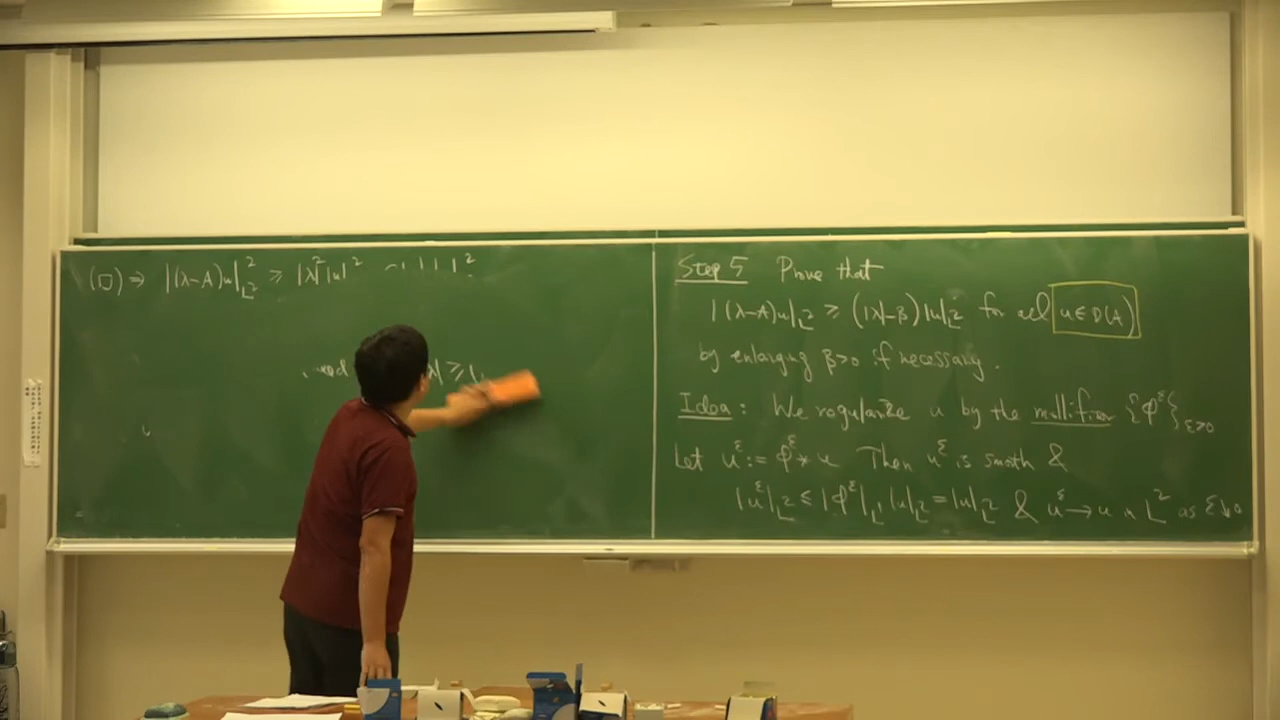 (□) ⇒ |(λ-A)u|²_{L²} ≥ |λ|²|u|²
|λ| ≥
Step 5 Prove that
|(λ-A)u|_{L²} ≥ (|λ|-β)|u|_{L²} for all u∈D(A)
by enlarging β>0 if necessary.
Idea: We regularize u by the mollifier {φ^ε}_{ε>0}
Let u^ε := φ^ε * u Then u^ε is smooth &
|u^ε|_{L²} ≤ |φ^ε|_{L¹}|u|_{L²} = |u|_{L²} & u^ε → u in L² as ε↓0